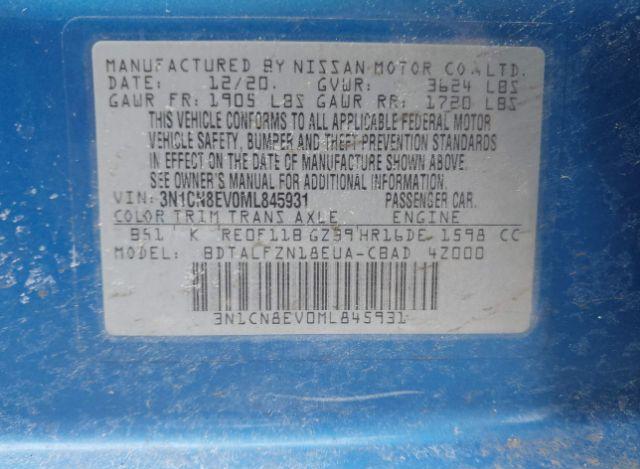 MANUFACTURED BY NISSAN MOTOR CO.,LTD.
DATE: 12/20. GVWR: 3624 LBS
GAWR FR: 1905 LBS GAWR RR: 1720 LBS
THIS VEHICLE CONFORMS TO ALL APPLICABLE FEDERAL MOTOR
VEHICLE SAFETY, BUMPER AND THEFT PREVENTION STANDARDS
IN EFFECT ON THE DATE OF MANUFACTURE SHOWN ABOVE.
SEE OWNER'S MANUAL FOR ADDITIONAL INFORMATION.
VIN: 3N1CN8EV0ML845931 PASSENGER CAR.
COLOR TRIM TRANS AXLE ENGINE
B51 K RE0F11B GZ39 HR16DE 1598 CC
MODEL: BDTALFZN18EUA-CBAD 4Z000
3N1CN8EV0ML845931